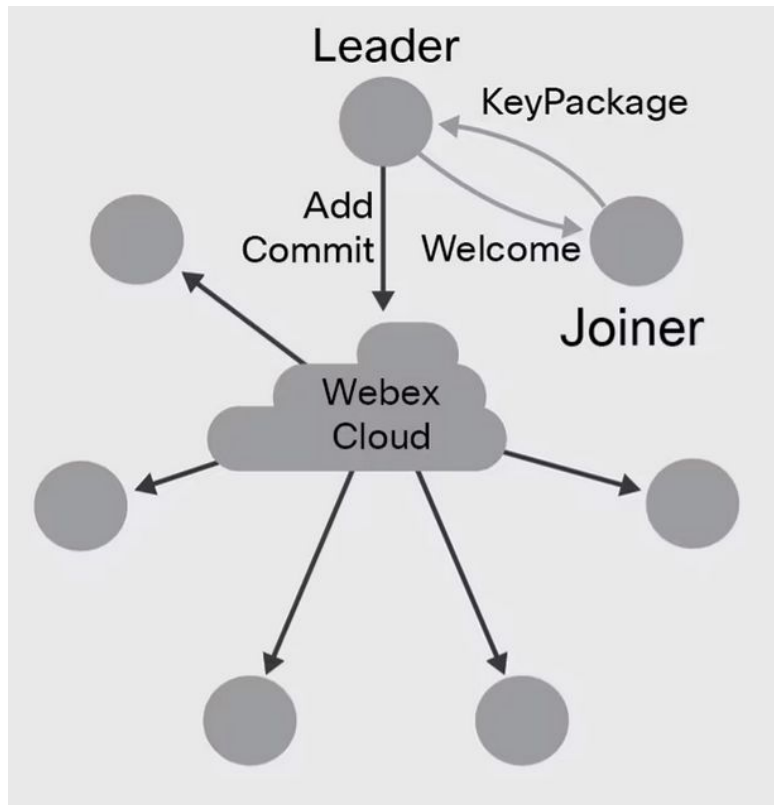 Leader
KeyPackage
Add
Commit
Welcome
Joiner
Webex
Cloud